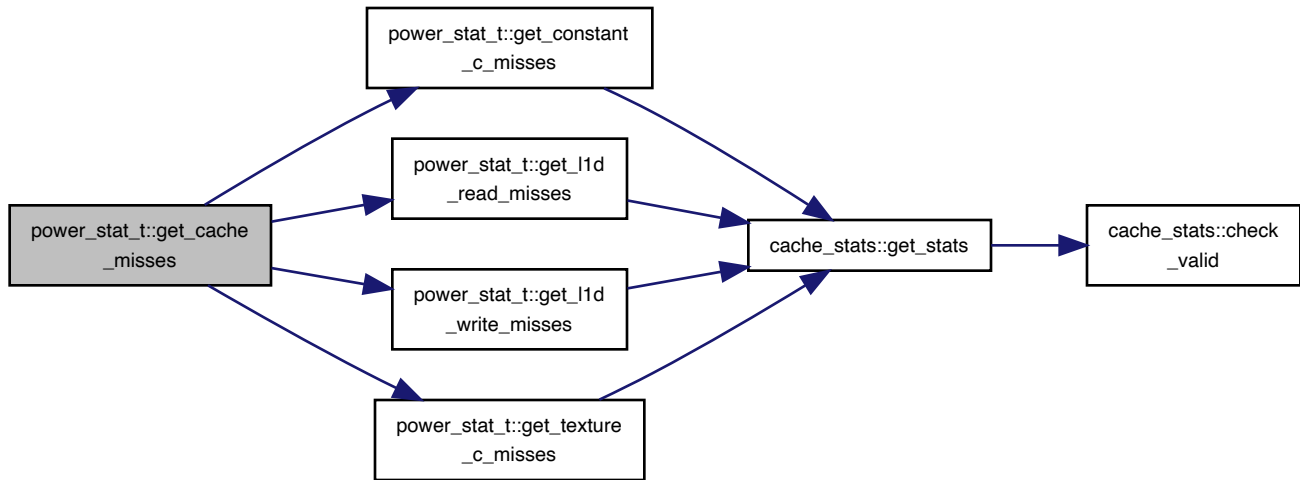 power_stat_t::get_constant
_c_misses
power_stat_t::get_l1d
_read_misses
power_stat_t::get_cache
_misses
cache_stats::get_stats
cache_stats::check
_valid
power_stat_t::get_l1d
_write_misses
power_stat_t::get_texture
_c_misses